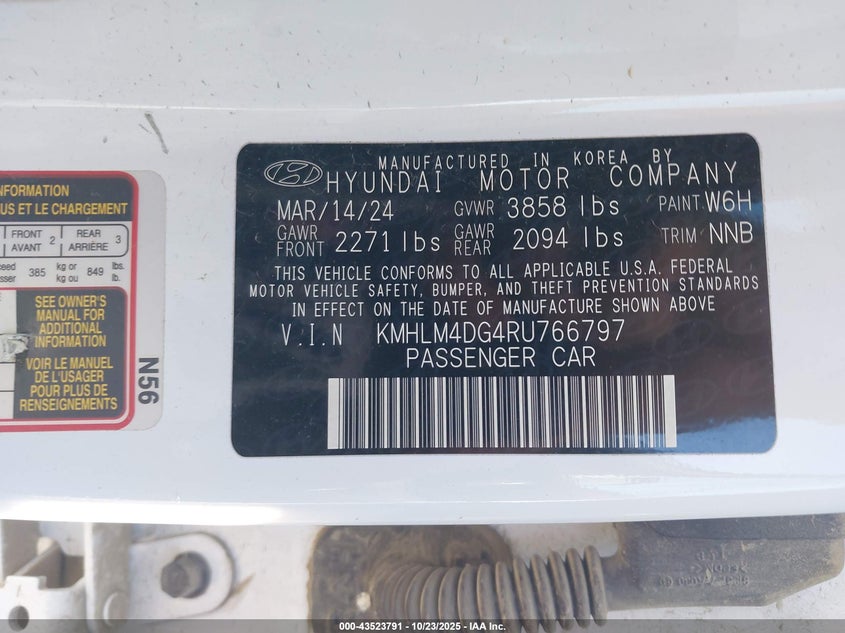 MANUFACTURED IN KOREA BY
HYUNDAI MOTOR COMPANY
MAR/14/24 GVWR 3858 lbs PAINT W6H
GAWR FRONT 2271 lbs GAWR REAR 2094 lbs TRIM NNB
THIS VEHICLE CONFORMS TO ALL APPLICABLE U.S.A. FEDERAL
MOTOR VEHICLE SAFETY, BUMPER, AND THEFT PREVENTION STANDARDS
IN EFFECT ON THE DATE OF MANUFACTURE SHOWN ABOVE
V.I.N KMHLM4DG4RU766797
PASSENGER CAR
INFORMATION
US ET LE CHARGEMENT
FRONT AVANT 2 REAR ARRIÈRE 3
385 kg or kg ou 849 lbs. lb.
SEE OWNER'S
MANUAL FOR
ADDITIONAL
INFORMATION
VOIR LE MANUEL
DE L'USAGER
POUR PLUS DE
RENSEIGNEMENTS
N56
000-43523791 | 10/23/2025 | IAA Inc.